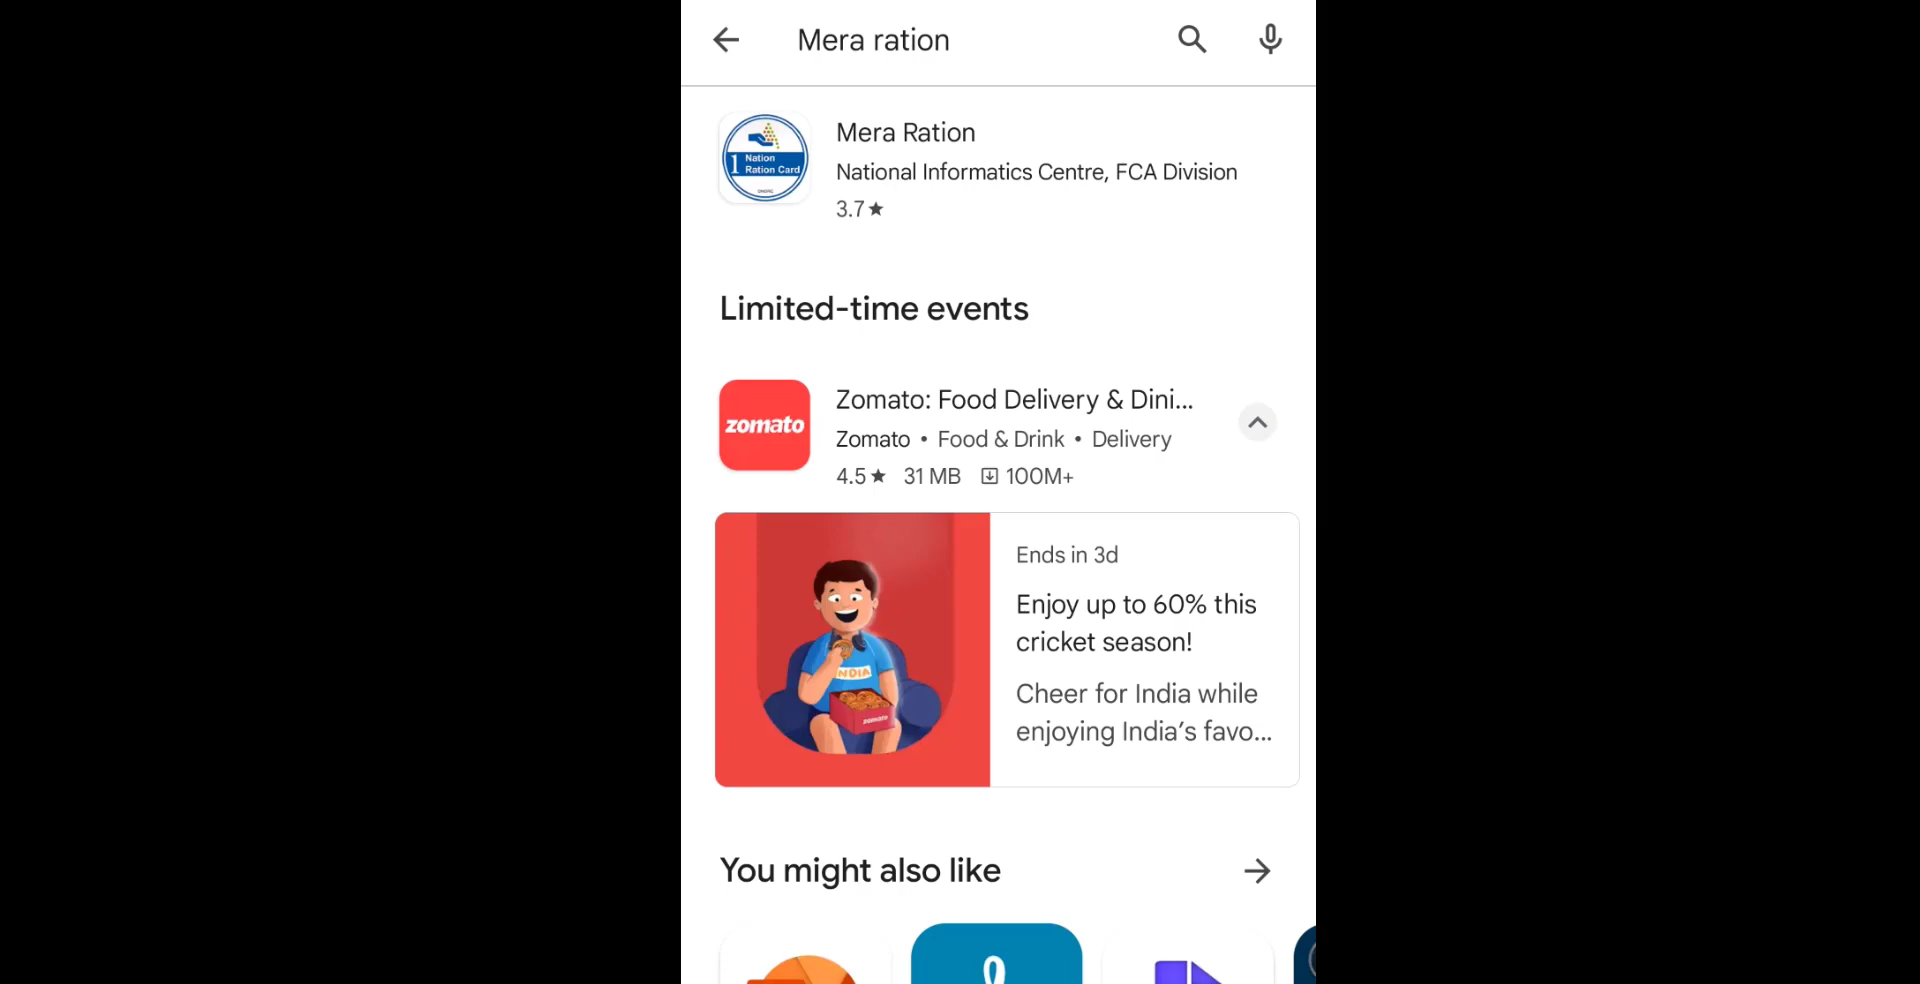 Mera ration
1 Nation Ration Card
Mera Ration
National Informatics Centre, FCA Division
3.7★
Limited-time events
zomato
Zomato: Food Delivery & Dini...
Zomato • Food & Drink • Delivery
4.5★ 31 MB 100M+
Ends in 3d
Enjoy up to 60% this
cricket season!
Cheer for India while
enjoying India’s favo...
INDIA
zomato
You might also like